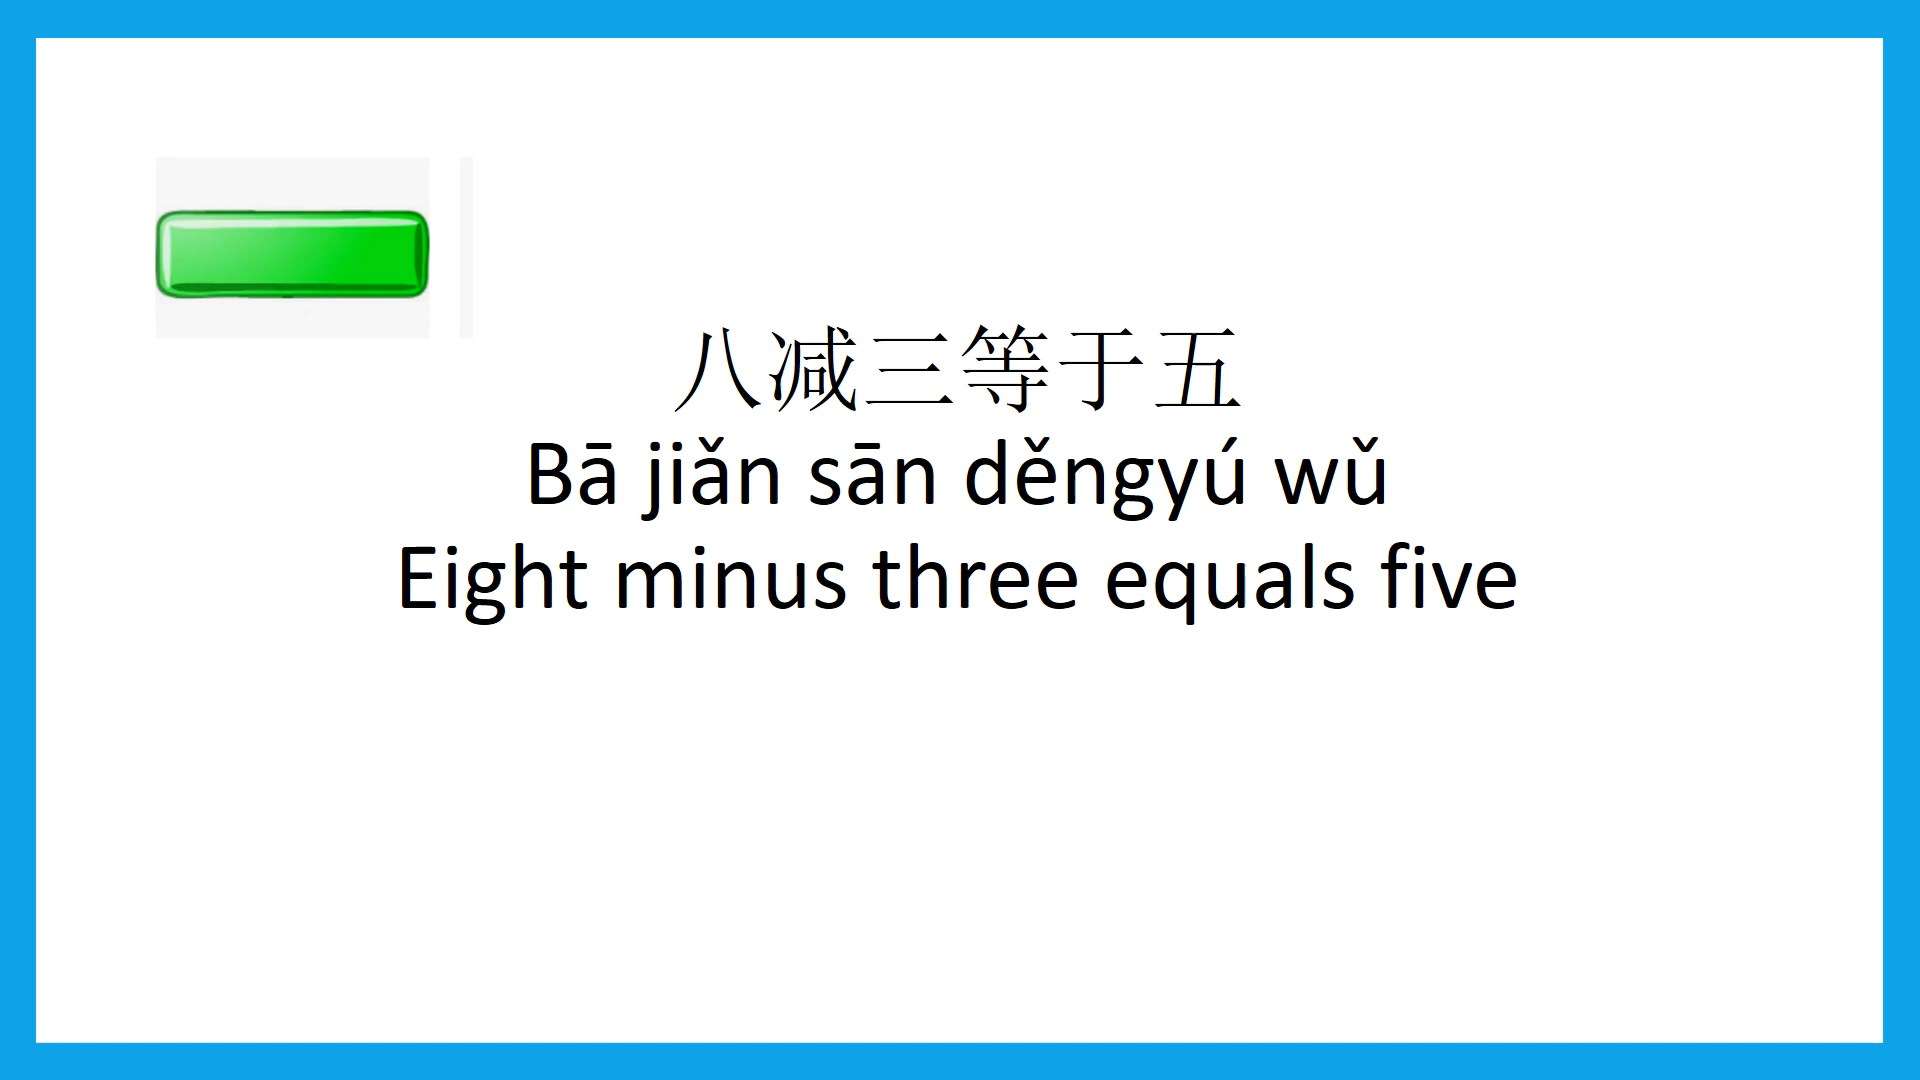 八减三等于五
Bā jiǎn sān děngyú wǔ
Eight minus three equals five